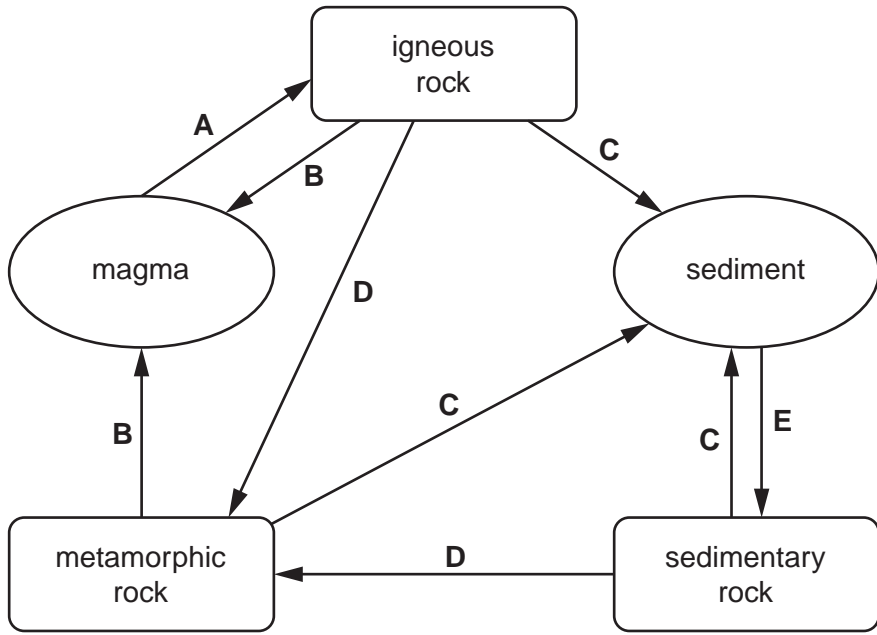 igneous
rock
A
B
C
magma
sediment
D
C
B
C
E
metamorphic
rock
D
sedimentary
rock